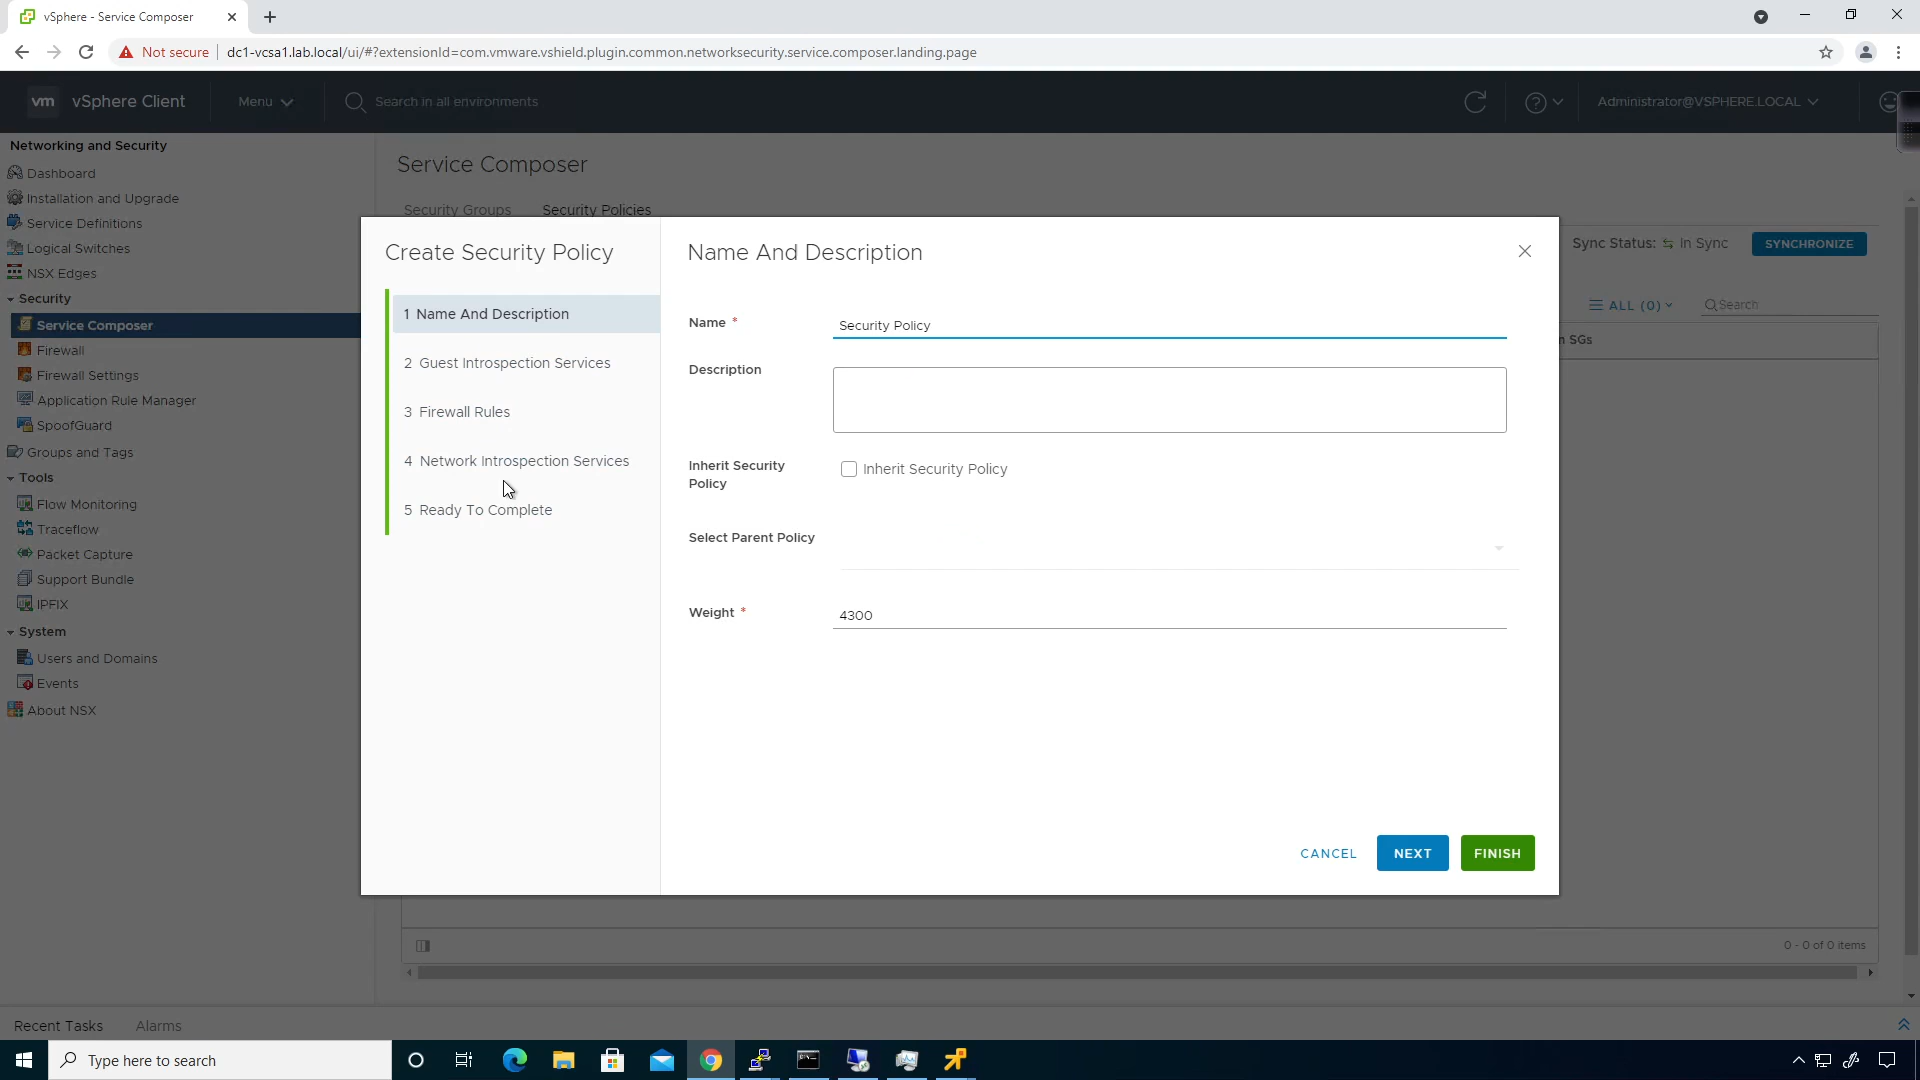 vSphere - Service Composer
Not secure
dc1-vcsa1.lab.local/ui/#?extensionId=com.vmware.vshield.plugin.common.networksecurity.service.composer.landing.page
vm
vSphere Client
Menu
Search in all environments
Administrator@VSPHERE.LOCAL
Networking and Security
Dashboard
Installation and Upgrade
Service Definitions
Logical Switches
NSX Edges
Security
Service Composer
Firewall
Firewall Settings
Application Rule Manager
SpoofGuard
Groups and Tags
Tools
Flow Monitoring
Traceflow
Packet Capture
Support Bundle
IPFIX
System
Users and Domains
Events
About NSX
Service Composer
Security Groups
Security Policies
Sync Status:
In Sync
SYNCHRONIZE
ALL (0)
Search
SGs
Create Security Policy
1 Name And Description
2 Guest Introspection Services
3 Firewall Rules
4 Network Introspection Services
5 Ready To Complete
Name And Description
Name *
Security Policy
Description
Inherit Security
Policy
Inherit Security Policy
Select Parent Policy
Weight *
4300
CANCEL
NEXT
FINISH
0 - 0 of 0 items
Recent Tasks
Alarms
Type here to search